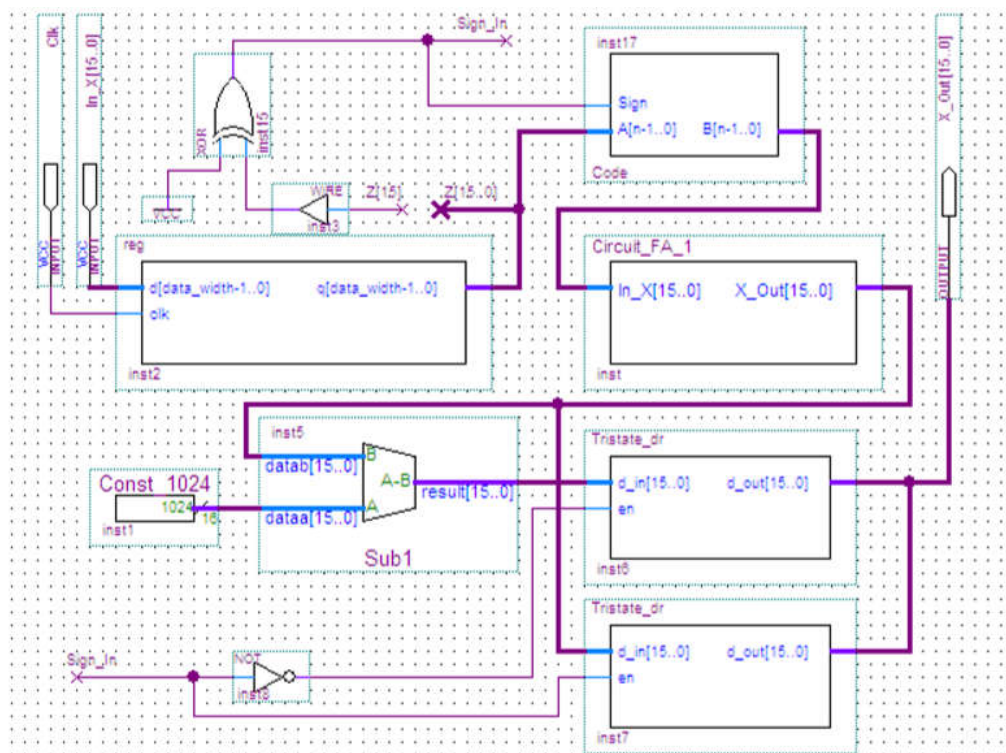 Clk
In_X[15..0]
VCC
INPUT
VCC
INPUT
Sign_In
XOR
inst15
VCC
WIRE
inst3
Z[15]
Z[15..0]
inst17
Sign
A[n-1..0]
B[n-1..0]
Code
X_Out[15..0]
OUTPUT
reg
d[data_width-1..0]
q[data_width-1..0]
clk
inst2
Circuit_FA_1
In_X[15..0]
X_Out[15..0]
inst
inst5
datab[15..0]
B
A-B
result[15..0]
A
dataa[15..0]
Sub1
Const_1024
1024
16
inst1
Tristate_dr
d_in[15..0]
d_out[15..0]
en
inst6
Tristate_dr
d_in[15..0]
d_out[15..0]
en
inst7
Sign_In
NOT
inst8